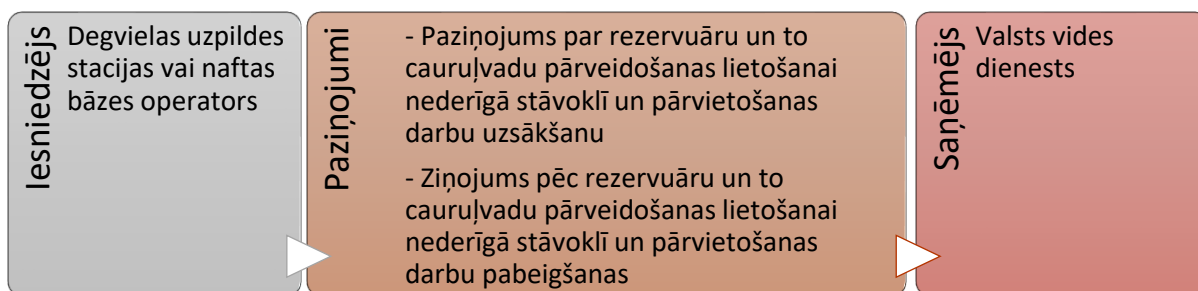 Iesniedzējs
Degvielas uzpildes
stacijas vai naftas
bāzes operators
Paziņojumi
- Paziņojums par rezervuāru un to
cauruļvadu pārveidošanas lietošanai
nederīgā stāvoklī un pārvietošanas
darbu uzsākšanu
- Ziņojums pēc rezervuāru un to
cauruļvadu pārveidošanas lietošanai
nederīgā stāvoklī un pārvietošanas
darbu pabeigšanas
Saņēmējs
Valsts vides
dienests